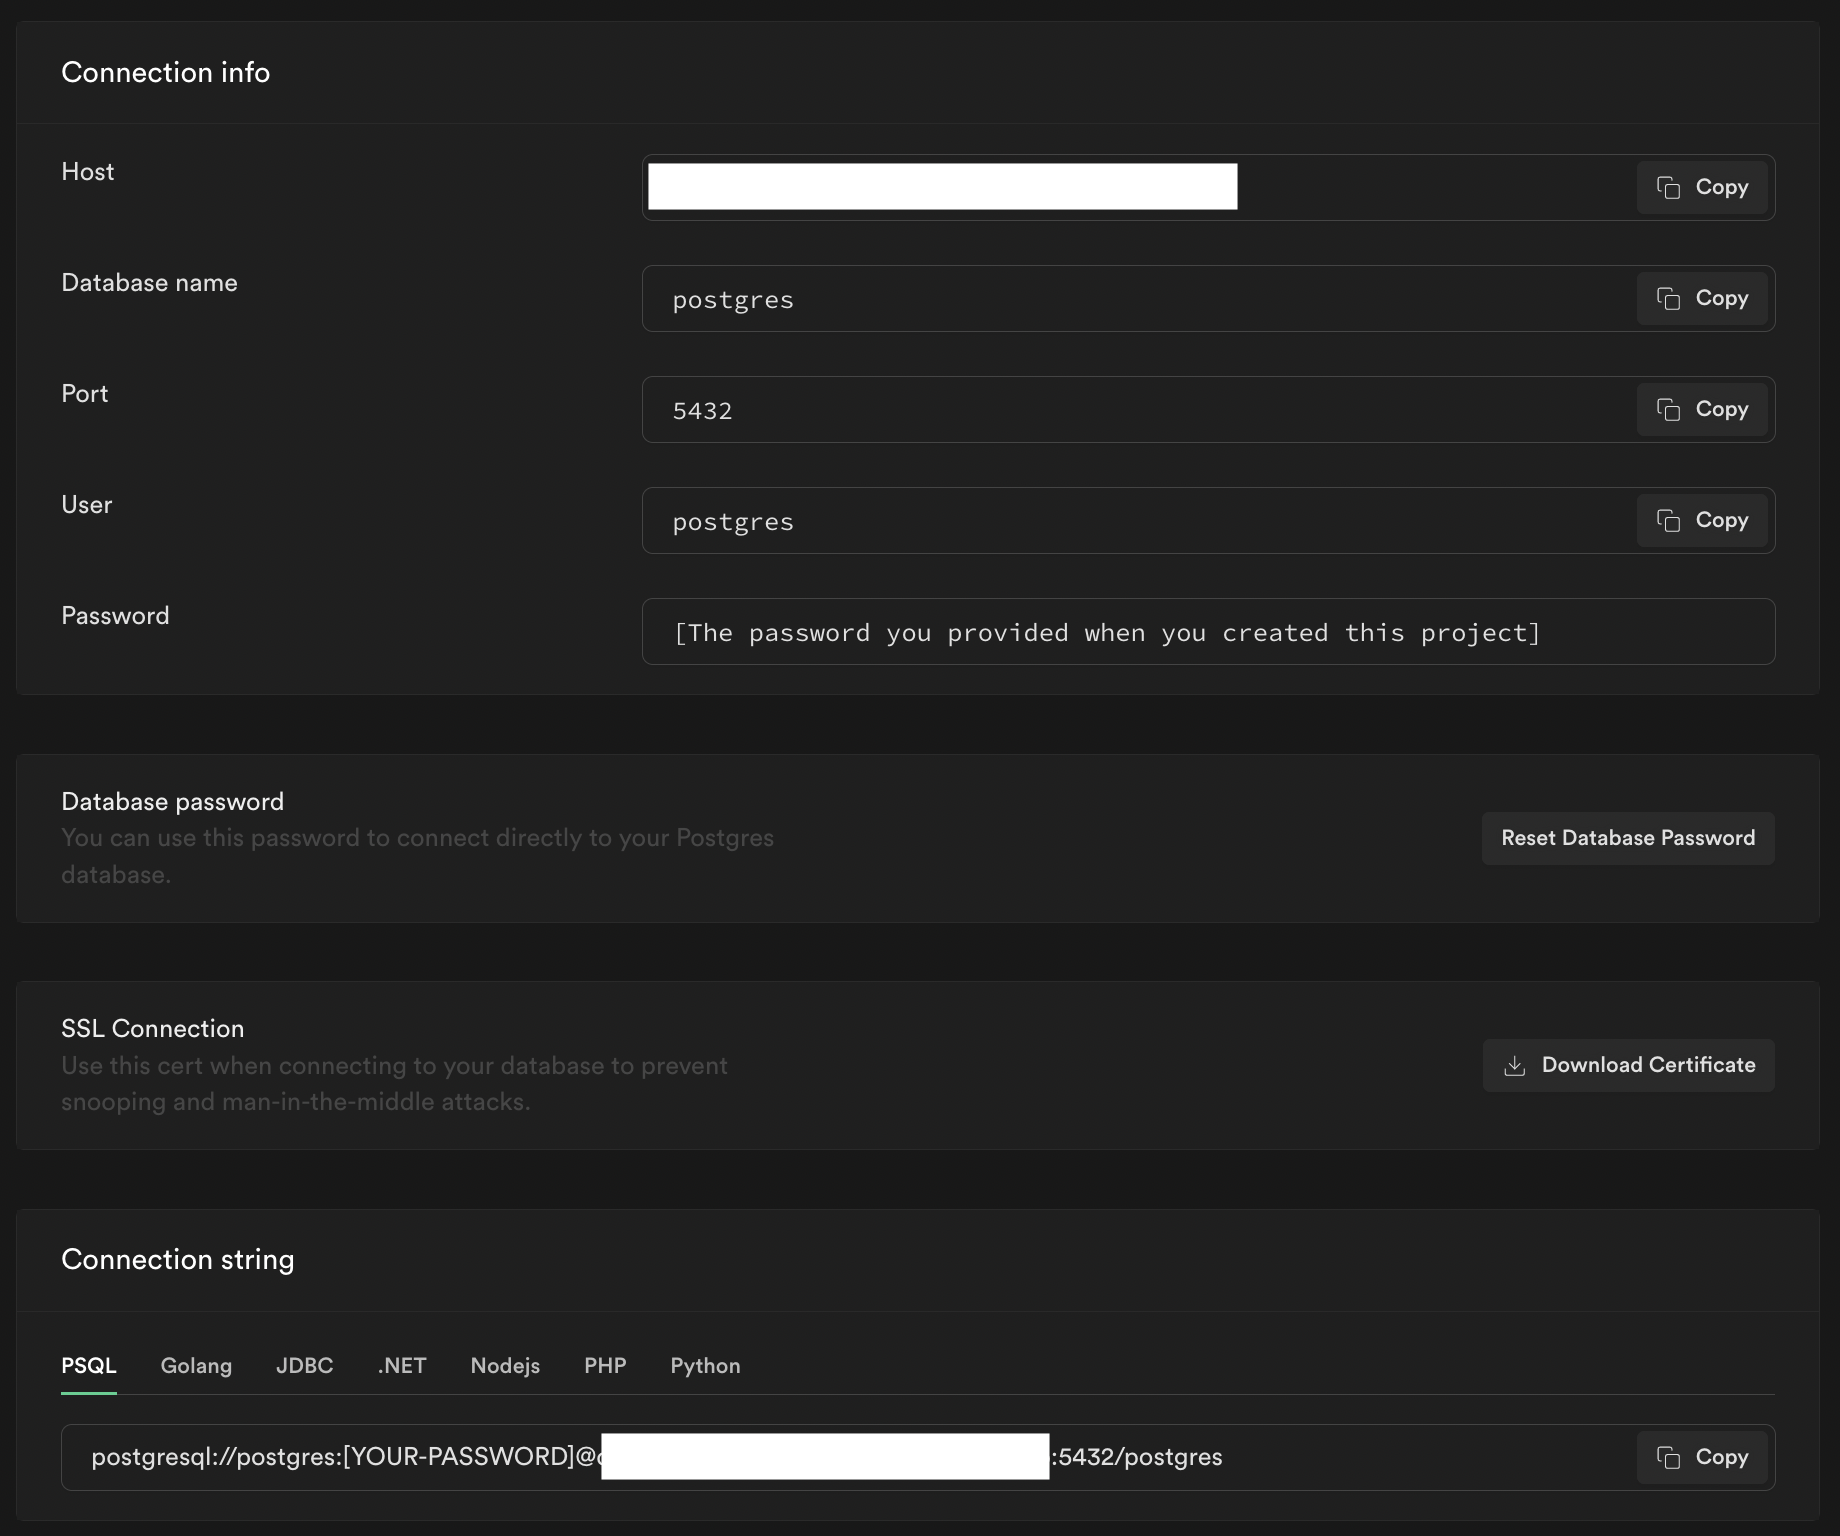 Connection info
Host
Copy
Database name
postgres
Copy
Port
5432
Copy
User
postgres
Copy
Password
[The password you provided when you created this project]
Database password
You can use this password to connect directly to your Postgres
database.
Reset Database Password
SSL Connection
Use this cert when connecting to your database to prevent
snooping and man-in-the-middle attacks.
Download Certificate
Connection string
PSQL Golang JDBC .NET Nodejs PHP Python
postgresql://postgres:[YOUR-PASSWORD]@ :5432/postgres
Copy